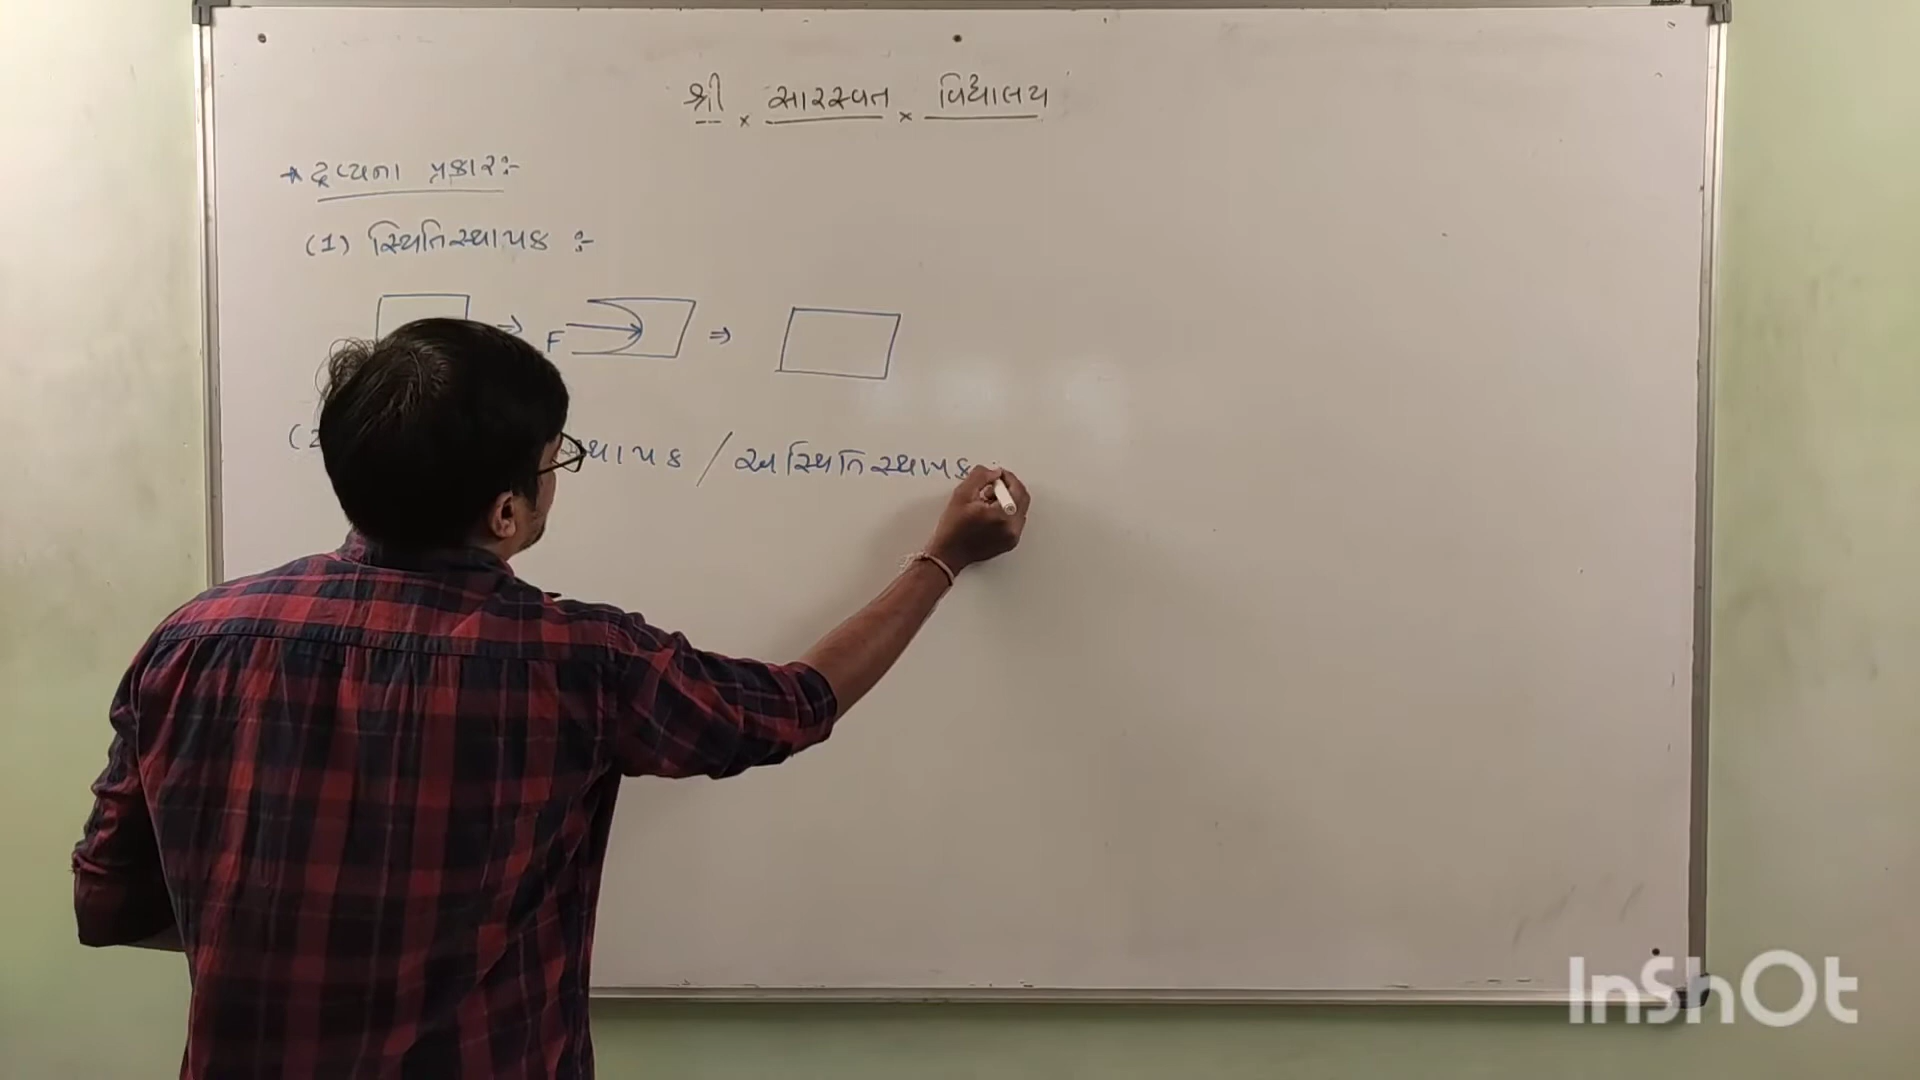 શ્રી × સારસ્વત × વિદ્યાલય
* દ્રવ્યના પ્રકાર :-
(1) સ્થિતિસ્થાપક :-
⇒ F ⇒
(2 સ્થાપક / અસ્થિતિસ્થાપક
InShOt